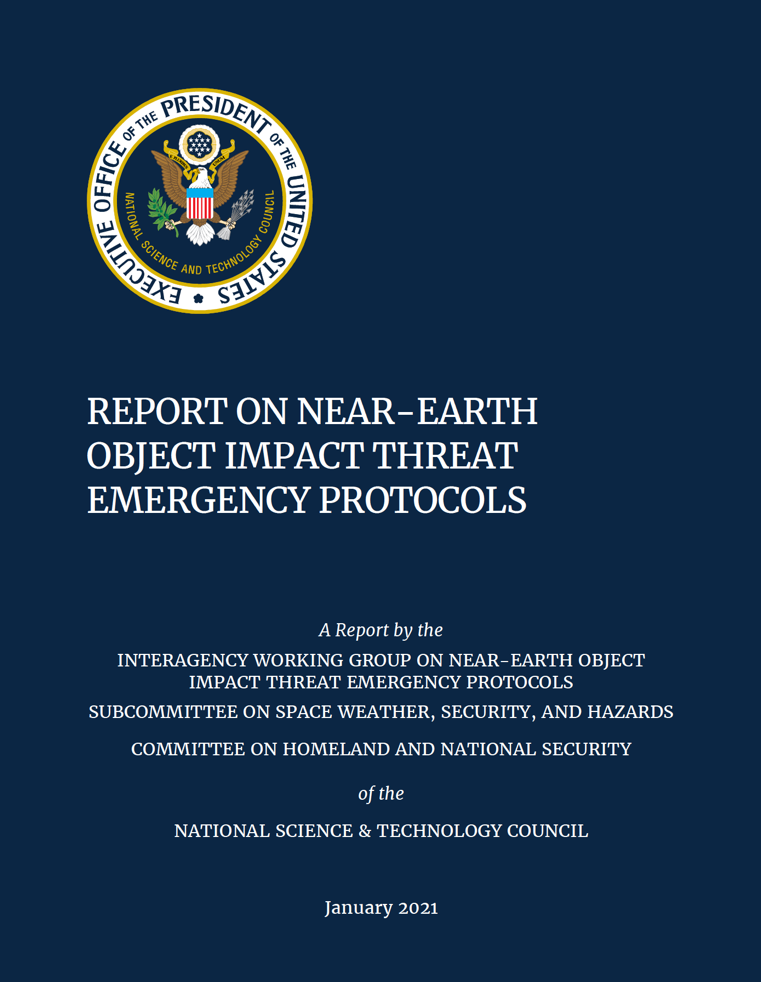 EXECUTIVE OFFICE OF THE PRESIDENT OF THE UNITED STATES
NATIONAL SCIENCE AND TECHNOLOGY COUNCIL
REPORT ON NEAR-EARTH
OBJECT IMPACT THREAT
EMERGENCY PROTOCOLS
A Report by the
INTERAGENCY WORKING GROUP ON NEAR-EARTH OBJECT
IMPACT THREAT EMERGENCY PROTOCOLS
SUBCOMMITTEE ON SPACE WEATHER, SECURITY, AND HAZARDS
COMMITTEE ON HOMELAND AND NATIONAL SECURITY
of the
NATIONAL SCIENCE & TECHNOLOGY COUNCIL
January 2021